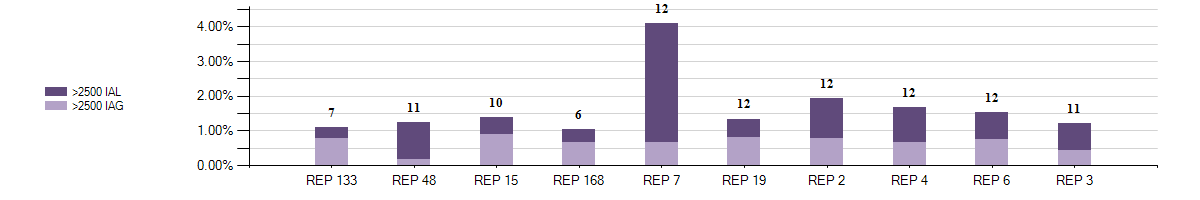 12
4.00%
3.00%
2.00%
1.00%
0.00%
>2500 IAL
>2500 IAG
7
11
10
6
12
12
12
12
11
REP 133
REP 48
REP 15
REP 168
REP 7
REP 19
REP 2
REP 4
REP 6
REP 3